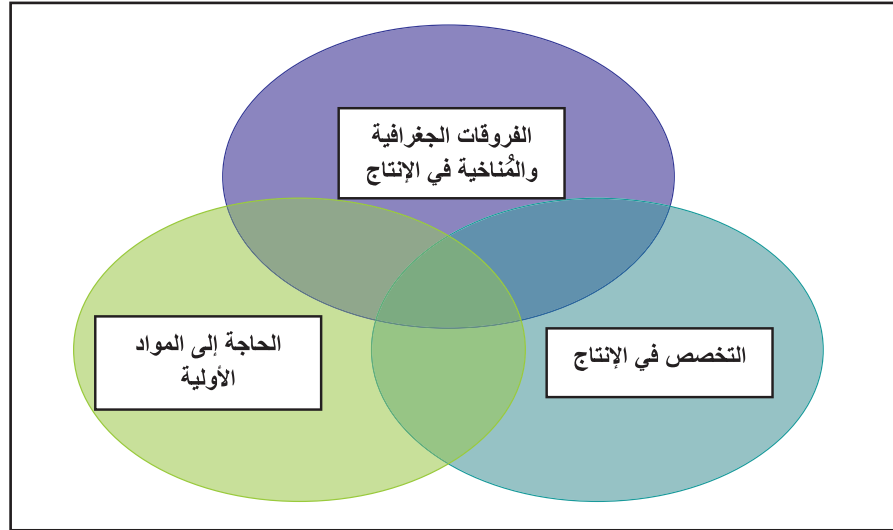 الفروقات الجغرافية
والمُناخية في الإنتاج
الحاجة إلى المواد
الأولية
التخصص في الإنتاج